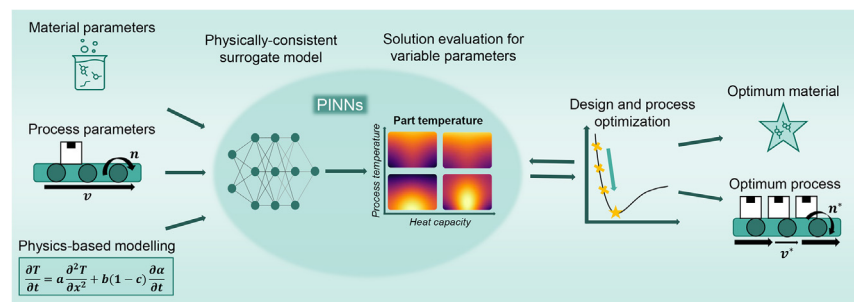 Material parameters
Process parameters
n
v
Physics-based modelling
∂T/∂t = a ∂²T/∂x² + b(1 − c) ∂α/∂t
Physically-consistent
surrogate model
PINNs
Solution evaluation for
variable parameters
Part temperature
Process temperature
Heat capacity
Design and process
optimization
Optimum material
Optimum process
n*
v*